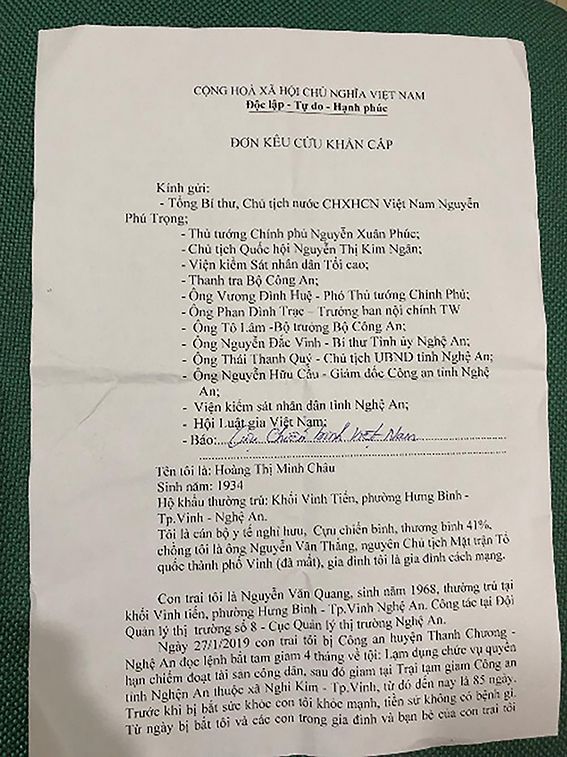 CỘNG HOÀ XÃ HỘI CHỦ NGHĨA VIỆT NAM
Độc lập - Tự do - Hạnh phúc
ĐƠN KÊU CỨU KHẨN CẤP
Kính gửi:
- Tổng Bí thư, Chủ tịch nước CHXHCN Việt Nam Nguyễn
Phú Trọng;
- Thủ tướng Chính phủ Nguyễn Xuân Phúc;
- Chủ tịch Quốc hội Nguyễn Thị Kim Ngân;
- Viện kiểm Sát nhân dân Tối cao;
- Thanh tra Bộ Công An;
- Ông Vương Đình Huệ - Phó Thủ tướng Chính Phủ;
- Ông Phan Đình Trạc – Trưởng ban nội chính TW
- Ông Tô Lâm -Bộ trưởng Bộ Công An;
- Ông Nguyễn Đắc Vinh - Bí thư Tỉnh ủy Nghệ An;
- Ông Thái Thanh Quý - Chủ tịch UBND tỉnh Nghệ An;
- Ông Nguyễn Hữu Cầu - Giám đốc Công an tỉnh Nghệ
An;
- Viện kiểm sát nhân dân tỉnh Nghệ An;
- Hội Luật gia Việt Nam;
- Báo: Cựu chiến binh Việt Nam
Tên tôi là: Hoàng Thị Minh Châu
Sinh năm: 1934
Hộ khẩu thường trú: Khối Vinh Tiến, phường Hưng Bình -
Tp.Vinh - Nghệ An.
Tôi là cán bộ y tế nghỉ hưu, Cựu chiến binh, thương binh 41%,
chồng tôi là ông Nguyễn Văn Thắng, nguyên Chủ tịch Mặt trận Tổ
quốc thành phố Vinh (đã mất), gia đình tôi là gia đình cách mạng.
Con trai tôi là Nguyễn Văn Quang, sinh năm 1968, thường trú tại
khối Vinh tiến, phường Hưng Bình - Tp.Vinh Nghệ An. Công tác tại Đội
Quản lý thị trường số 8 - Cục Quản lý thị trường Nghệ An.
Ngày 27/1/2019 con trai tôi bị Công an huyện Thanh Chương -
Nghệ An đọc lệnh bắt tạm giam 4 tháng về tội: Lạm dụng chức vụ quyền
hạn chiếm đoạt tài sản công dân, sau đó giam tại Trại tạm giam Công an
tỉnh Nghện An thuộc xã Nghi Kim - Tp.Vinh, từ đó đến nay là 85 ngày.
Trước khi bị bắt sức khỏe con tôi khỏe mạnh, tiền sử không có bệnh gì.
Từ ngày bị bắt tôi và các con trong gia đình và bạn bè của con trai tôi